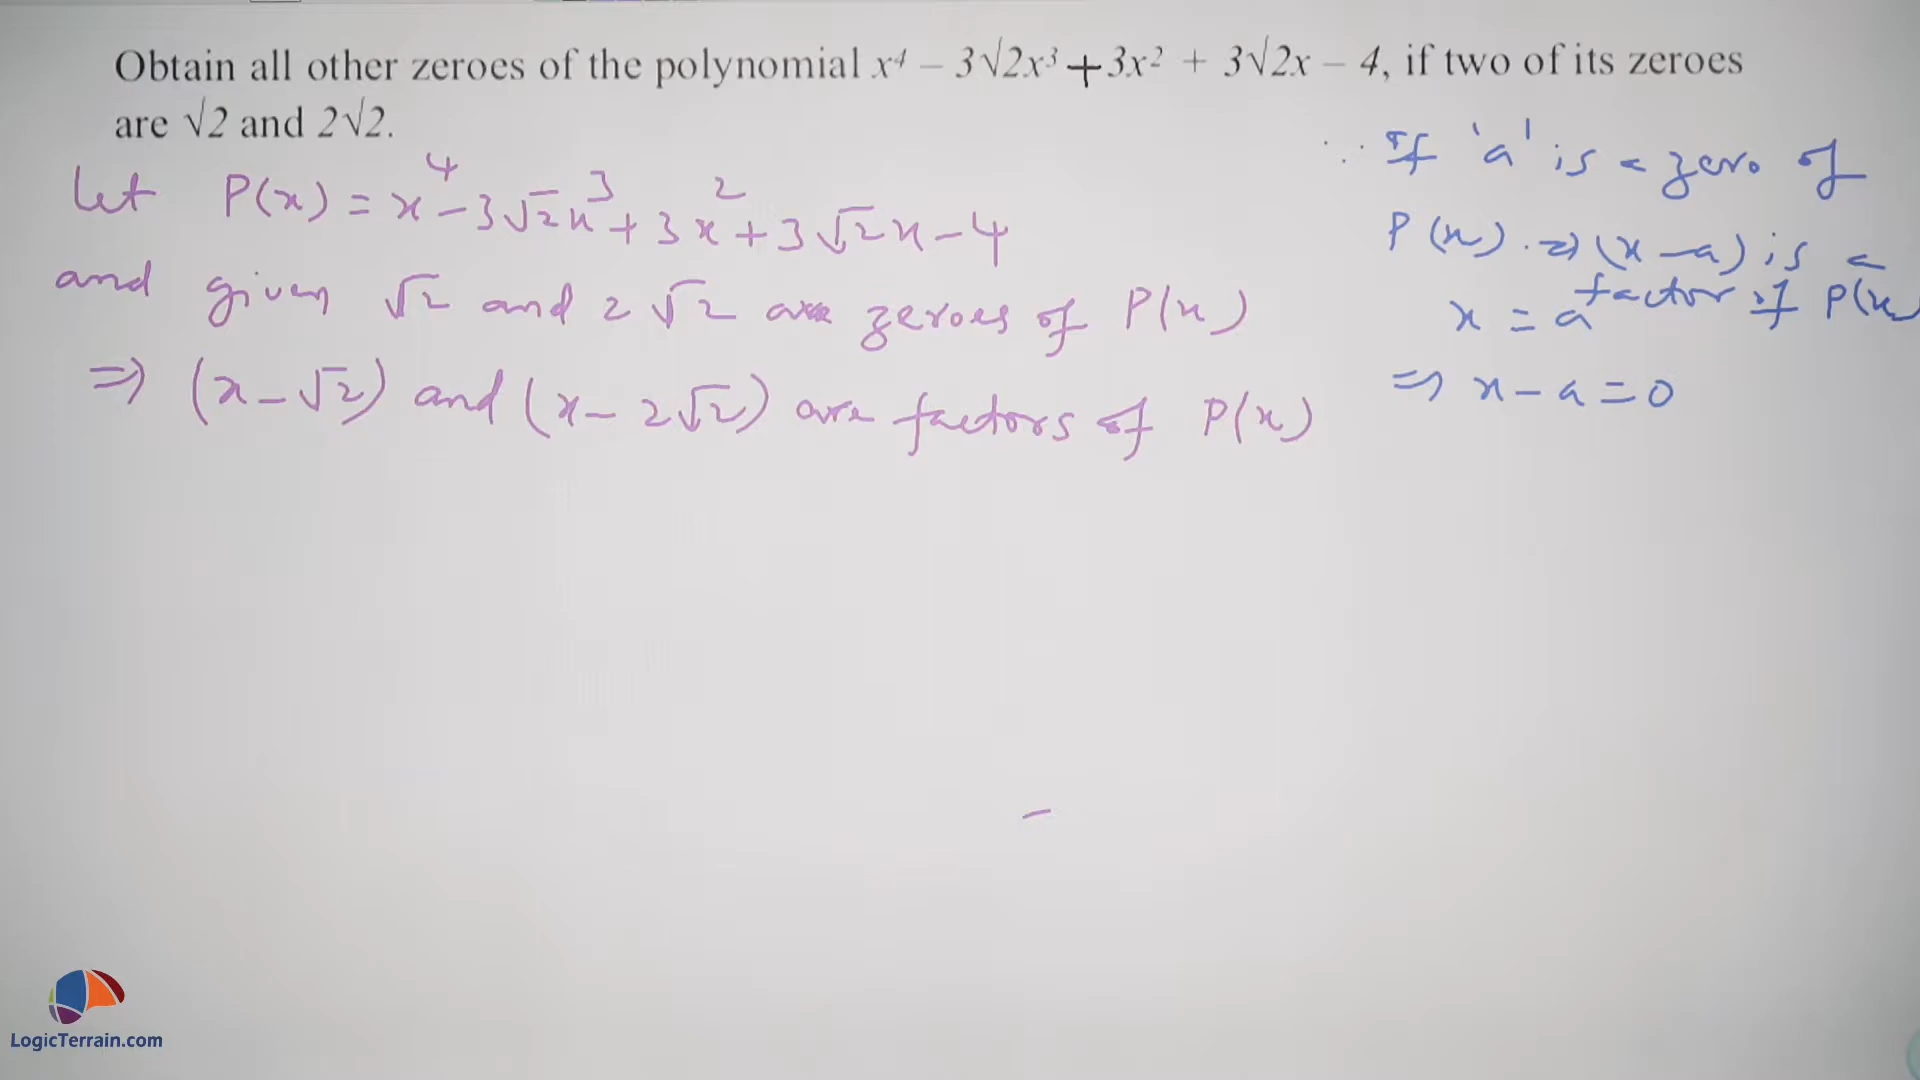 Obtain all other zeroes of the polynomial x⁴ – 3√2x³ + 3x² + 3√2x – 4, if two of its zeroes
are √2 and 2√2.
Let P(x) = x⁴ - 3√2x³ + 3x² + 3√2x - 4
and given √2 and 2√2 are zeroes of P(x)
⇒ (x - √2) and (x - 2√2) are factors of P(x)
∵ If 'a' is a zero of
P(x) ⇒ (x - a) is a
factor of P(x
x = a
⇒ x - a = 0
LogicTerrain.com